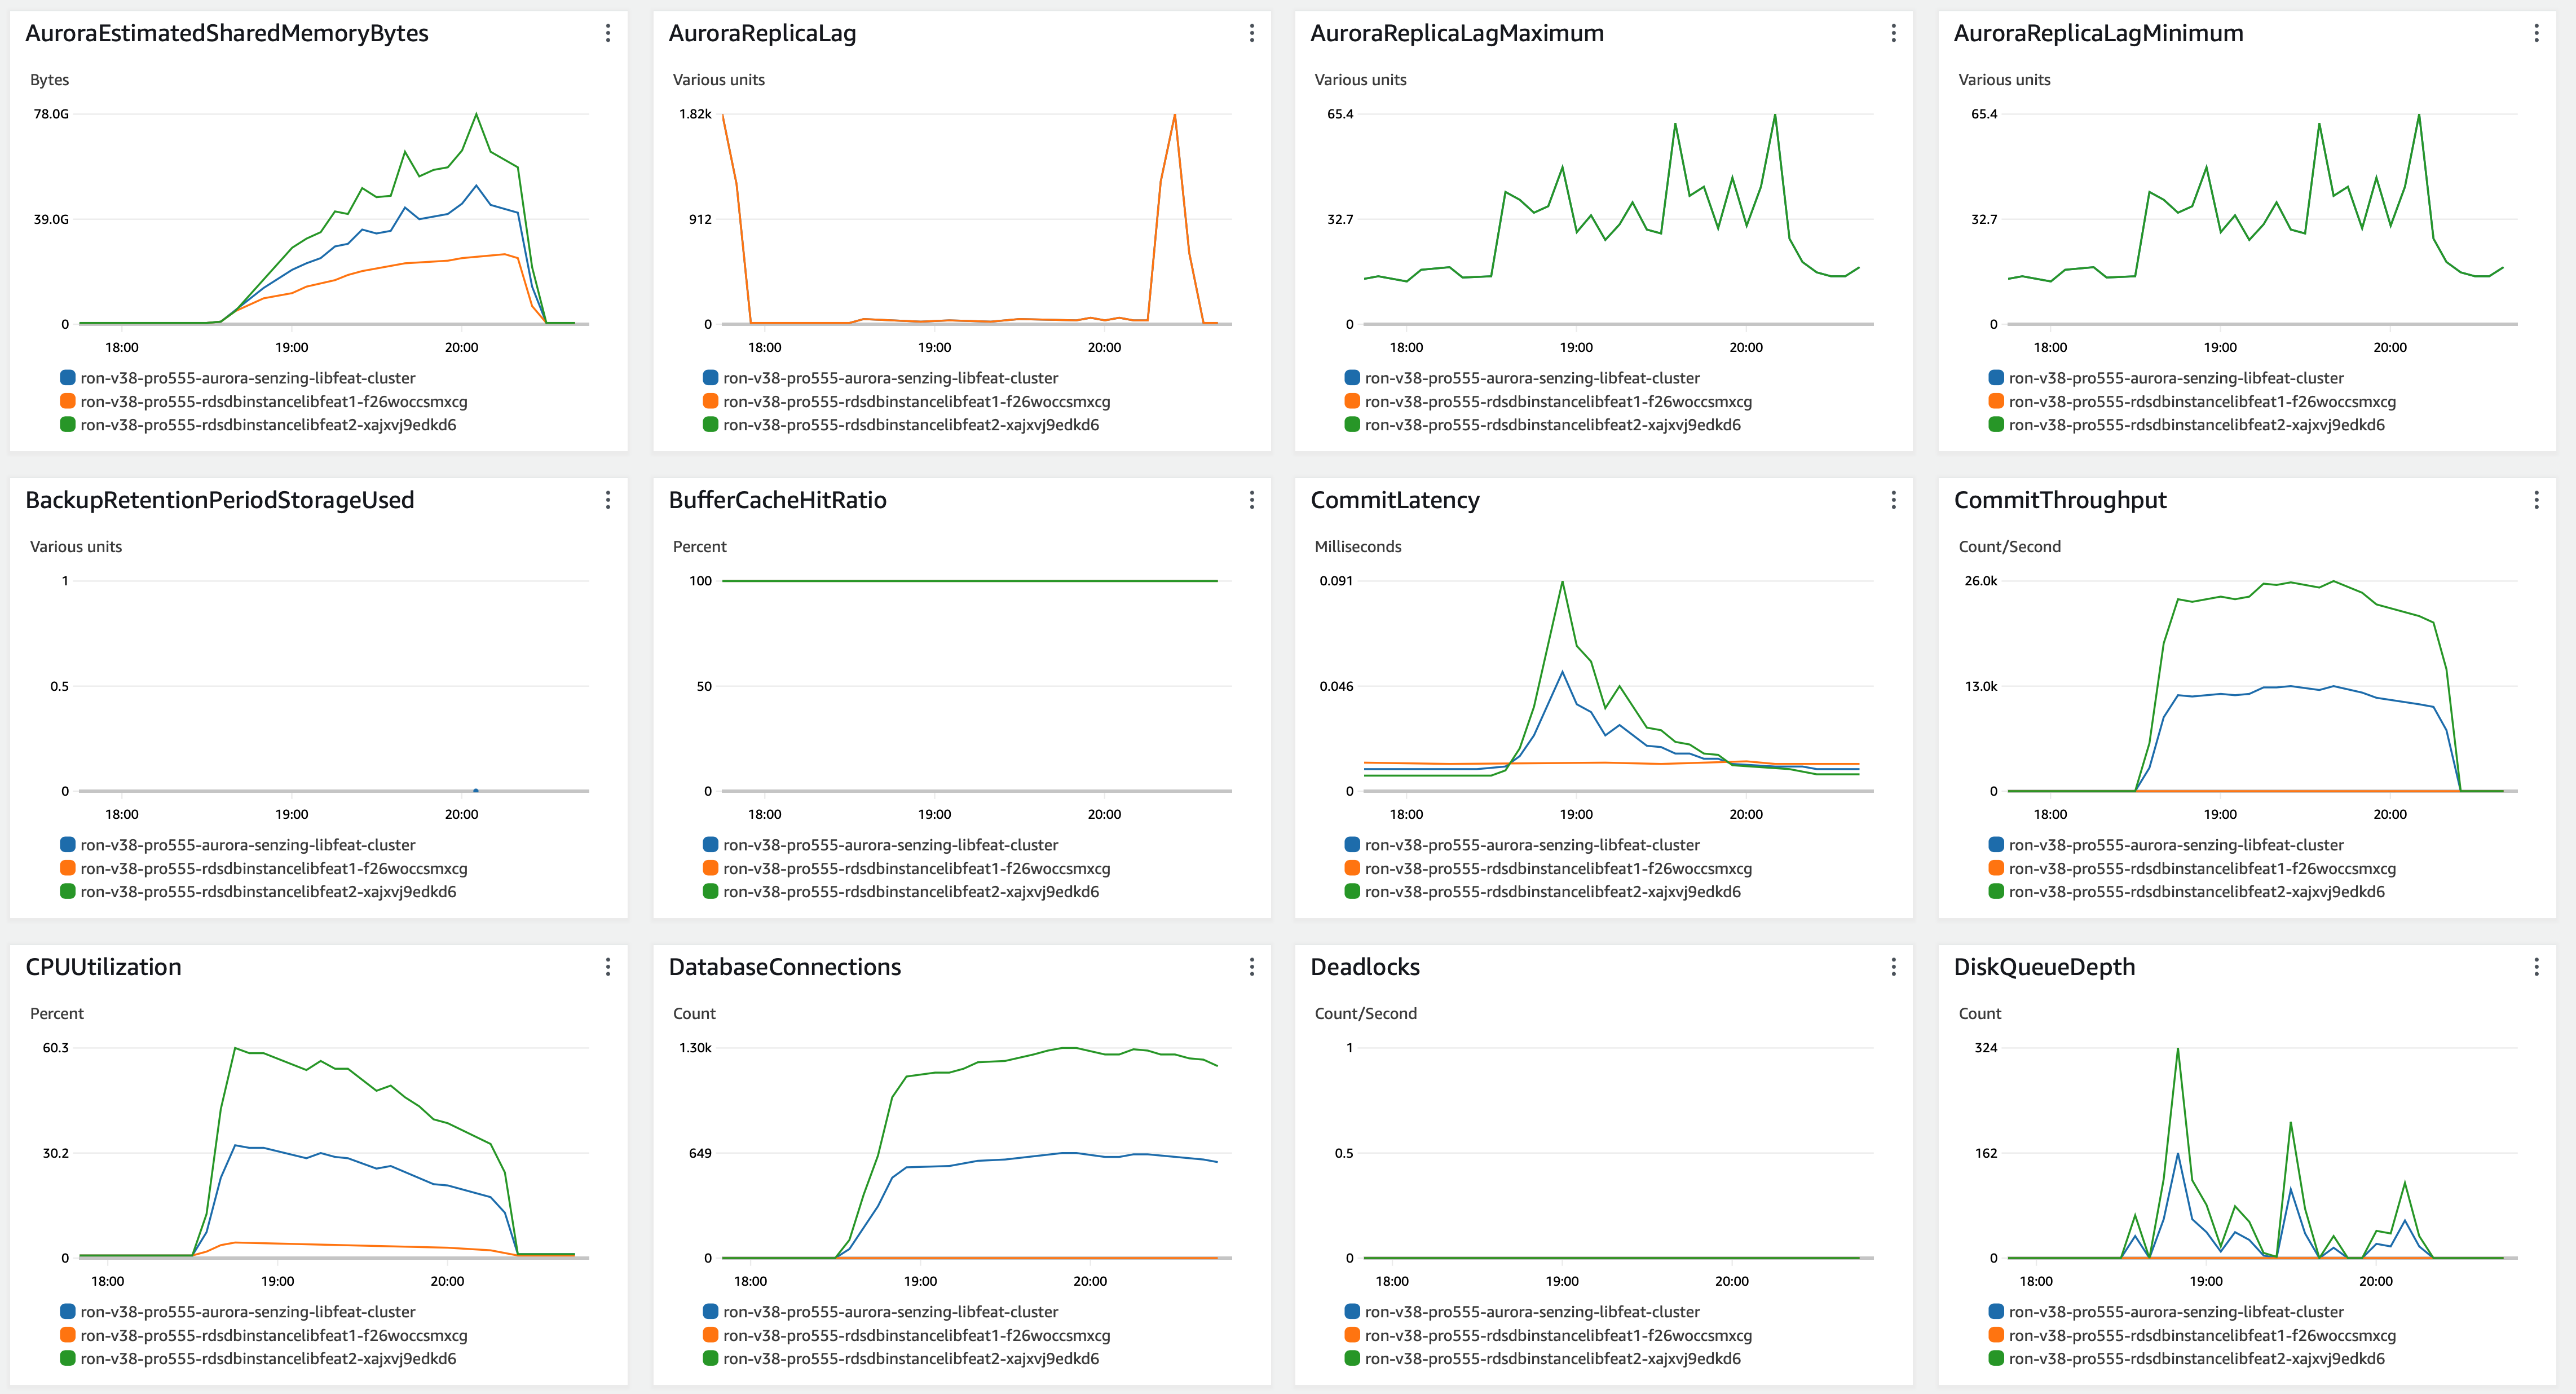 AuroraEstimatedSharedMemoryBytes
Bytes
78.0G
39.0G
0
18:00 19:00 20:00
ron-v38-pro555-aurora-senzing-libfeat-cluster
ron-v38-pro555-rdsdbinstancelibfeat1-f26woccsmxcg
ron-v38-pro555-rdsdbinstancelibfeat2-xajxvj9edkd6
AuroraReplicaLag
Various units
1.82k
912
0
18:00 19:00 20:00
ron-v38-pro555-aurora-senzing-libfeat-cluster
ron-v38-pro555-rdsdbinstancelibfeat1-f26woccsmxcg
ron-v38-pro555-rdsdbinstancelibfeat2-xajxvj9edkd6
AuroraReplicaLagMaximum
Various units
65.4
32.7
0
18:00 19:00 20:00
ron-v38-pro555-aurora-senzing-libfeat-cluster
ron-v38-pro555-rdsdbinstancelibfeat1-f26woccsmxcg
ron-v38-pro555-rdsdbinstancelibfeat2-xajxvj9edkd6
AuroraReplicaLagMinimum
Various units
65.4
32.7
0
18:00 19:00 20:00
ron-v38-pro555-aurora-senzing-libfeat-cluster
ron-v38-pro555-rdsdbinstancelibfeat1-f26woccsmxcg
ron-v38-pro555-rdsdbinstancelibfeat2-xajxvj9edkd6
BackupRetentionPeriodStorageUsed
Various units
1
0.5
0
18:00 19:00 20:00
ron-v38-pro555-aurora-senzing-libfeat-cluster
ron-v38-pro555-rdsdbinstancelibfeat1-f26woccsmxcg
ron-v38-pro555-rdsdbinstancelibfeat2-xajxvj9edkd6
BufferCacheHitRatio
Percent
100
50
0
18:00 19:00 20:00
ron-v38-pro555-aurora-senzing-libfeat-cluster
ron-v38-pro555-rdsdbinstancelibfeat1-f26woccsmxcg
ron-v38-pro555-rdsdbinstancelibfeat2-xajxvj9edkd6
CommitLatency
Milliseconds
0.091
0.046
0
18:00 19:00 20:00
ron-v38-pro555-aurora-senzing-libfeat-cluster
ron-v38-pro555-rdsdbinstancelibfeat1-f26woccsmxcg
ron-v38-pro555-rdsdbinstancelibfeat2-xajxvj9edkd6
CommitThroughput
Count/Second
26.0k
13.0k
0
18:00 19:00 20:00
ron-v38-pro555-aurora-senzing-libfeat-cluster
ron-v38-pro555-rdsdbinstancelibfeat1-f26woccsmxcg
ron-v38-pro555-rdsdbinstancelibfeat2-xajxvj9edkd6
CPUUtilization
Percent
60.3
30.2
0
18:00 19:00 20:00
ron-v38-pro555-aurora-senzing-libfeat-cluster
ron-v38-pro555-rdsdbinstancelibfeat1-f26woccsmxcg
ron-v38-pro555-rdsdbinstancelibfeat2-xajxvj9edkd6
DatabaseConnections
Count
1.30k
649
0
18:00 19:00 20:00
ron-v38-pro555-aurora-senzing-libfeat-cluster
ron-v38-pro555-rdsdbinstancelibfeat1-f26woccsmxcg
ron-v38-pro555-rdsdbinstancelibfeat2-xajxvj9edkd6
Deadlocks
Count/Second
1
0.5
0
18:00 19:00 20:00
ron-v38-pro555-aurora-senzing-libfeat-cluster
ron-v38-pro555-rdsdbinstancelibfeat1-f26woccsmxcg
ron-v38-pro555-rdsdbinstancelibfeat2-xajxvj9edkd6
DiskQueueDepth
Count
324
162
0
18:00 19:00 20:00
ron-v38-pro555-aurora-senzing-libfeat-cluster
ron-v38-pro555-rdsdbinstancelibfeat1-f26woccsmxcg
ron-v38-pro555-rdsdbinstancelibfeat2-xajxvj9edkd6